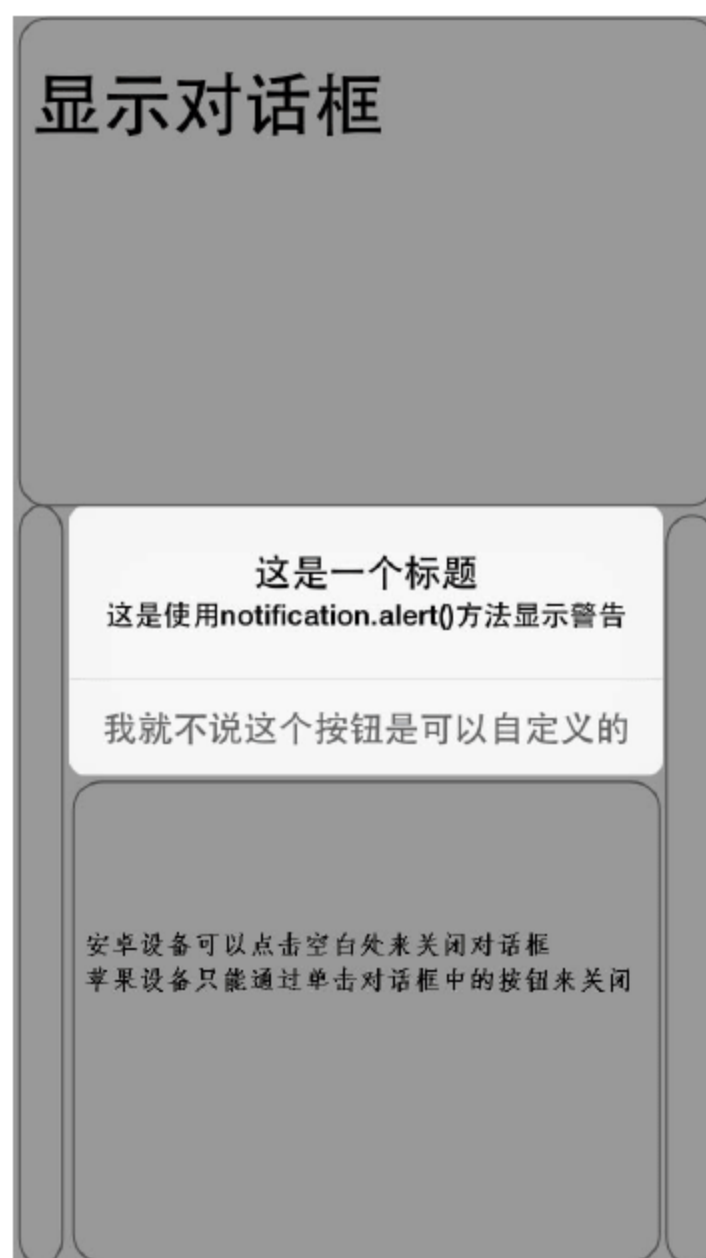 显示对话框
这是一个标题
这是使用notification.alert()方法显示警告
我就不说这个按钮是可以自定义的
安卓设备可以点击空白处来关闭对话框
苹果设备只能通过单击对话框中的按钮来关闭